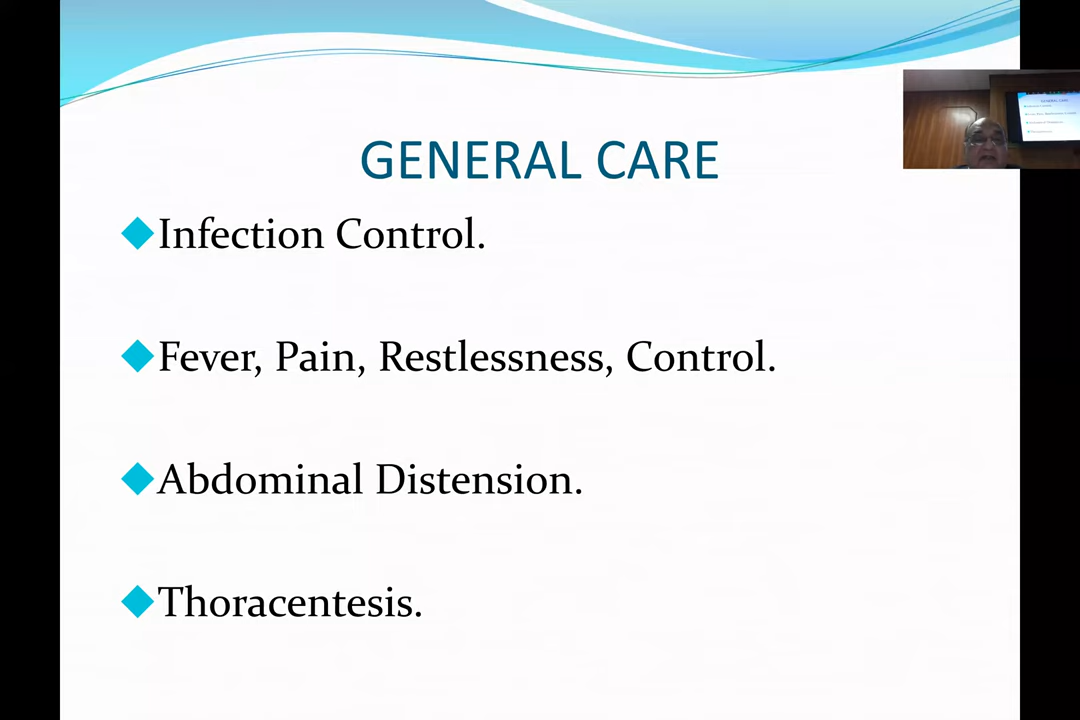 GENERAL CARE
Infection Control.
Fever, Pain, Restlessness, Control.
Abdominal Distension.
Thoracentesis.